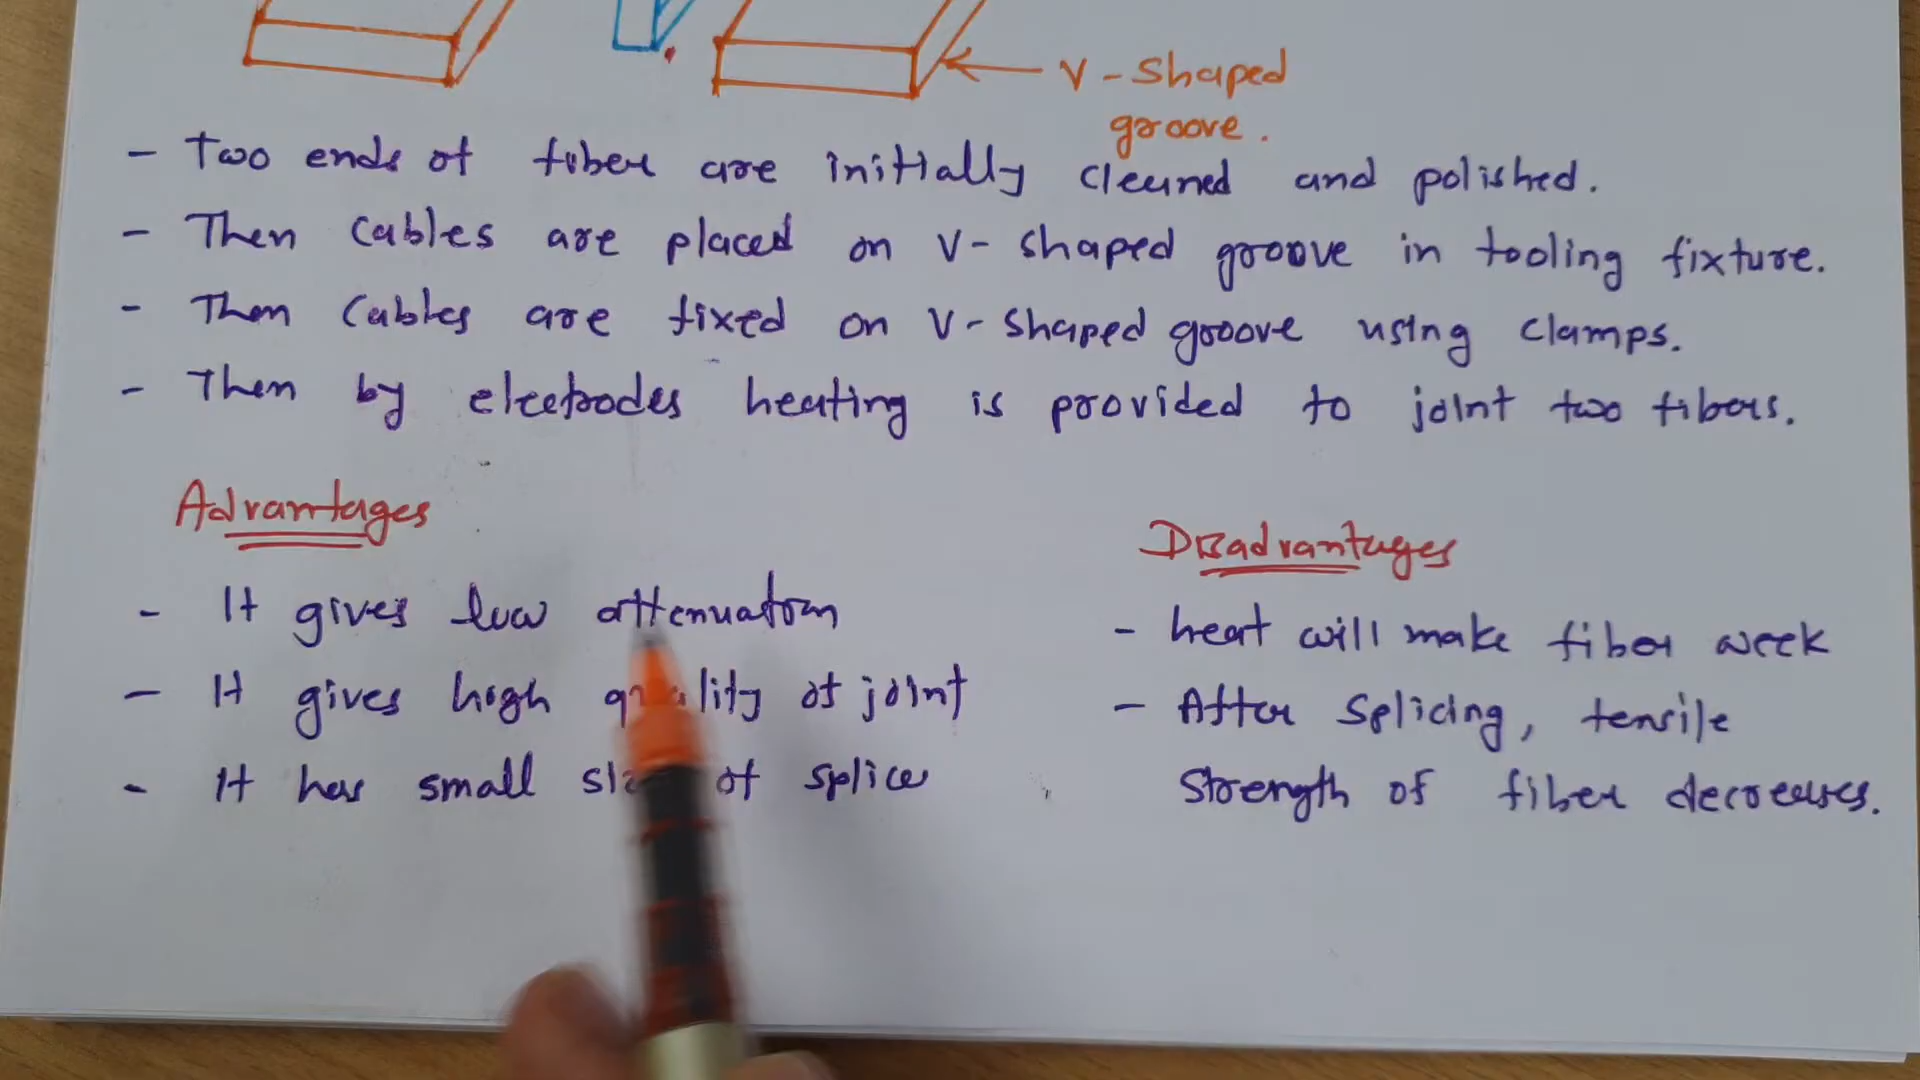 V-Shaped
groove.
- Two ends of fiber are initially cleaned and polished.
- Then Cables are placed on V-shaped groove in tooling fixture.
- Then Cables are fixed on V-Shaped groove using Clamps.
- Then by electrodes heating is provided to joint two fibers.
Advantages
- It gives low attenuation
- It gives high quality of joint
- It has small size of splice
Disadvantages
- heat will make fiber week
- After Splicing, tensile
Strength of fiber decreases.